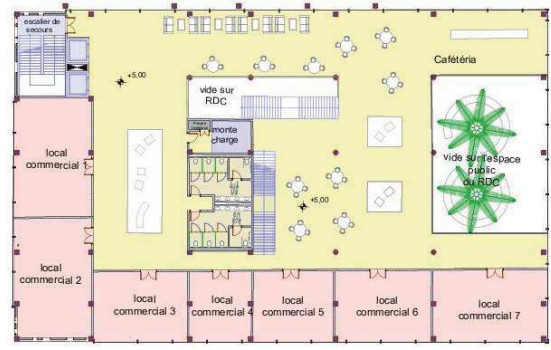 escalier de
secours
+5,00
Cafétéria
vide sur
RDC
monte
charge
local
commercial 1
vide sur l'espace
public
du RDC
+5,00
local
commercial 2
local
commercial 3
local
commercial 4
local
commercial 5
local
commercial 6
local
commercial 7